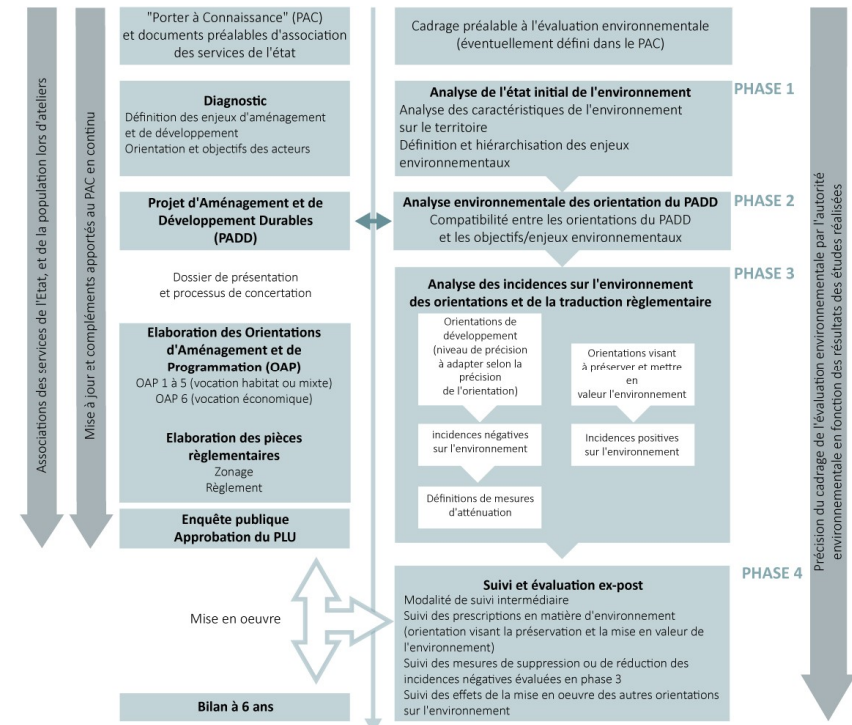 Associations des services de l'Etat, et de la population lors d'ateliers
Mise à jour et compléments apportés au PAC en continu
"Porter à Connaissance" (PAC)
et documents préalables d'association
des services de l'état
Diagnostic
Définition des enjeux d'aménagement
et de développement
Orientation et objectifs des acteurs
Projet d'Aménagement et de
Développement Durables
(PADD)
Dossier de présentation
et processus de concertation
Elaboration des Orientations
d'Aménagement et de
Programmation (OAP)
OAP 1 à 5 (vocation habitat ou mixte)
OAP 6 (vocation économique)
Elaboration des pièces
règlementaires
Zonage
Règlement
Enquête publique
Approbation du PLU
Mise en oeuvre
Bilan à 6 ans
Cadrage préalable à l'évaluation environnementale
(éventuellement défini dans le PAC)
PHASE 1
Analyse de l'état initial de l'environnement
Analyse des caractéristiques de l'environnement
sur le territoire
Définition et hiérarchisation des enjeux
environnementaux
PHASE 2
Analyse environnementale des orientation du PADD
Compatibilité entre les orientations du PADD
et les objectifs/enjeux environnementaux
PHASE 3
Analyse des incidences sur l'environnement
des orientations et de la traduction règlementaire
Orientations de
développement
(niveau de précision
à adapter selon la
précision
de l'orientation)
incidences négatives
sur l'environnement
Définitions de mesures
d'atténuation
Orientations visant
à préserver et mettre
en
valeur l'environnement
Incidences positives
sur l'environnement
PHASE 4
Suivi et évaluation ex-post
Modalité de suivi intermédiaire
Suivi des prescriptions en matière d'environnement
(orientation visant la préservation et la mise en valeur de
l'environnement)
Suivi des mesures de suppression ou de réduction des
incidences négatives évaluées en phase 3
Suivi des effets de la mise en oeuvre des autres orientations
sur l'environnement
Précision du cadrage de l'évaluation environnementale par l'autorité
environnementale en fonction des résultats des études réalisées